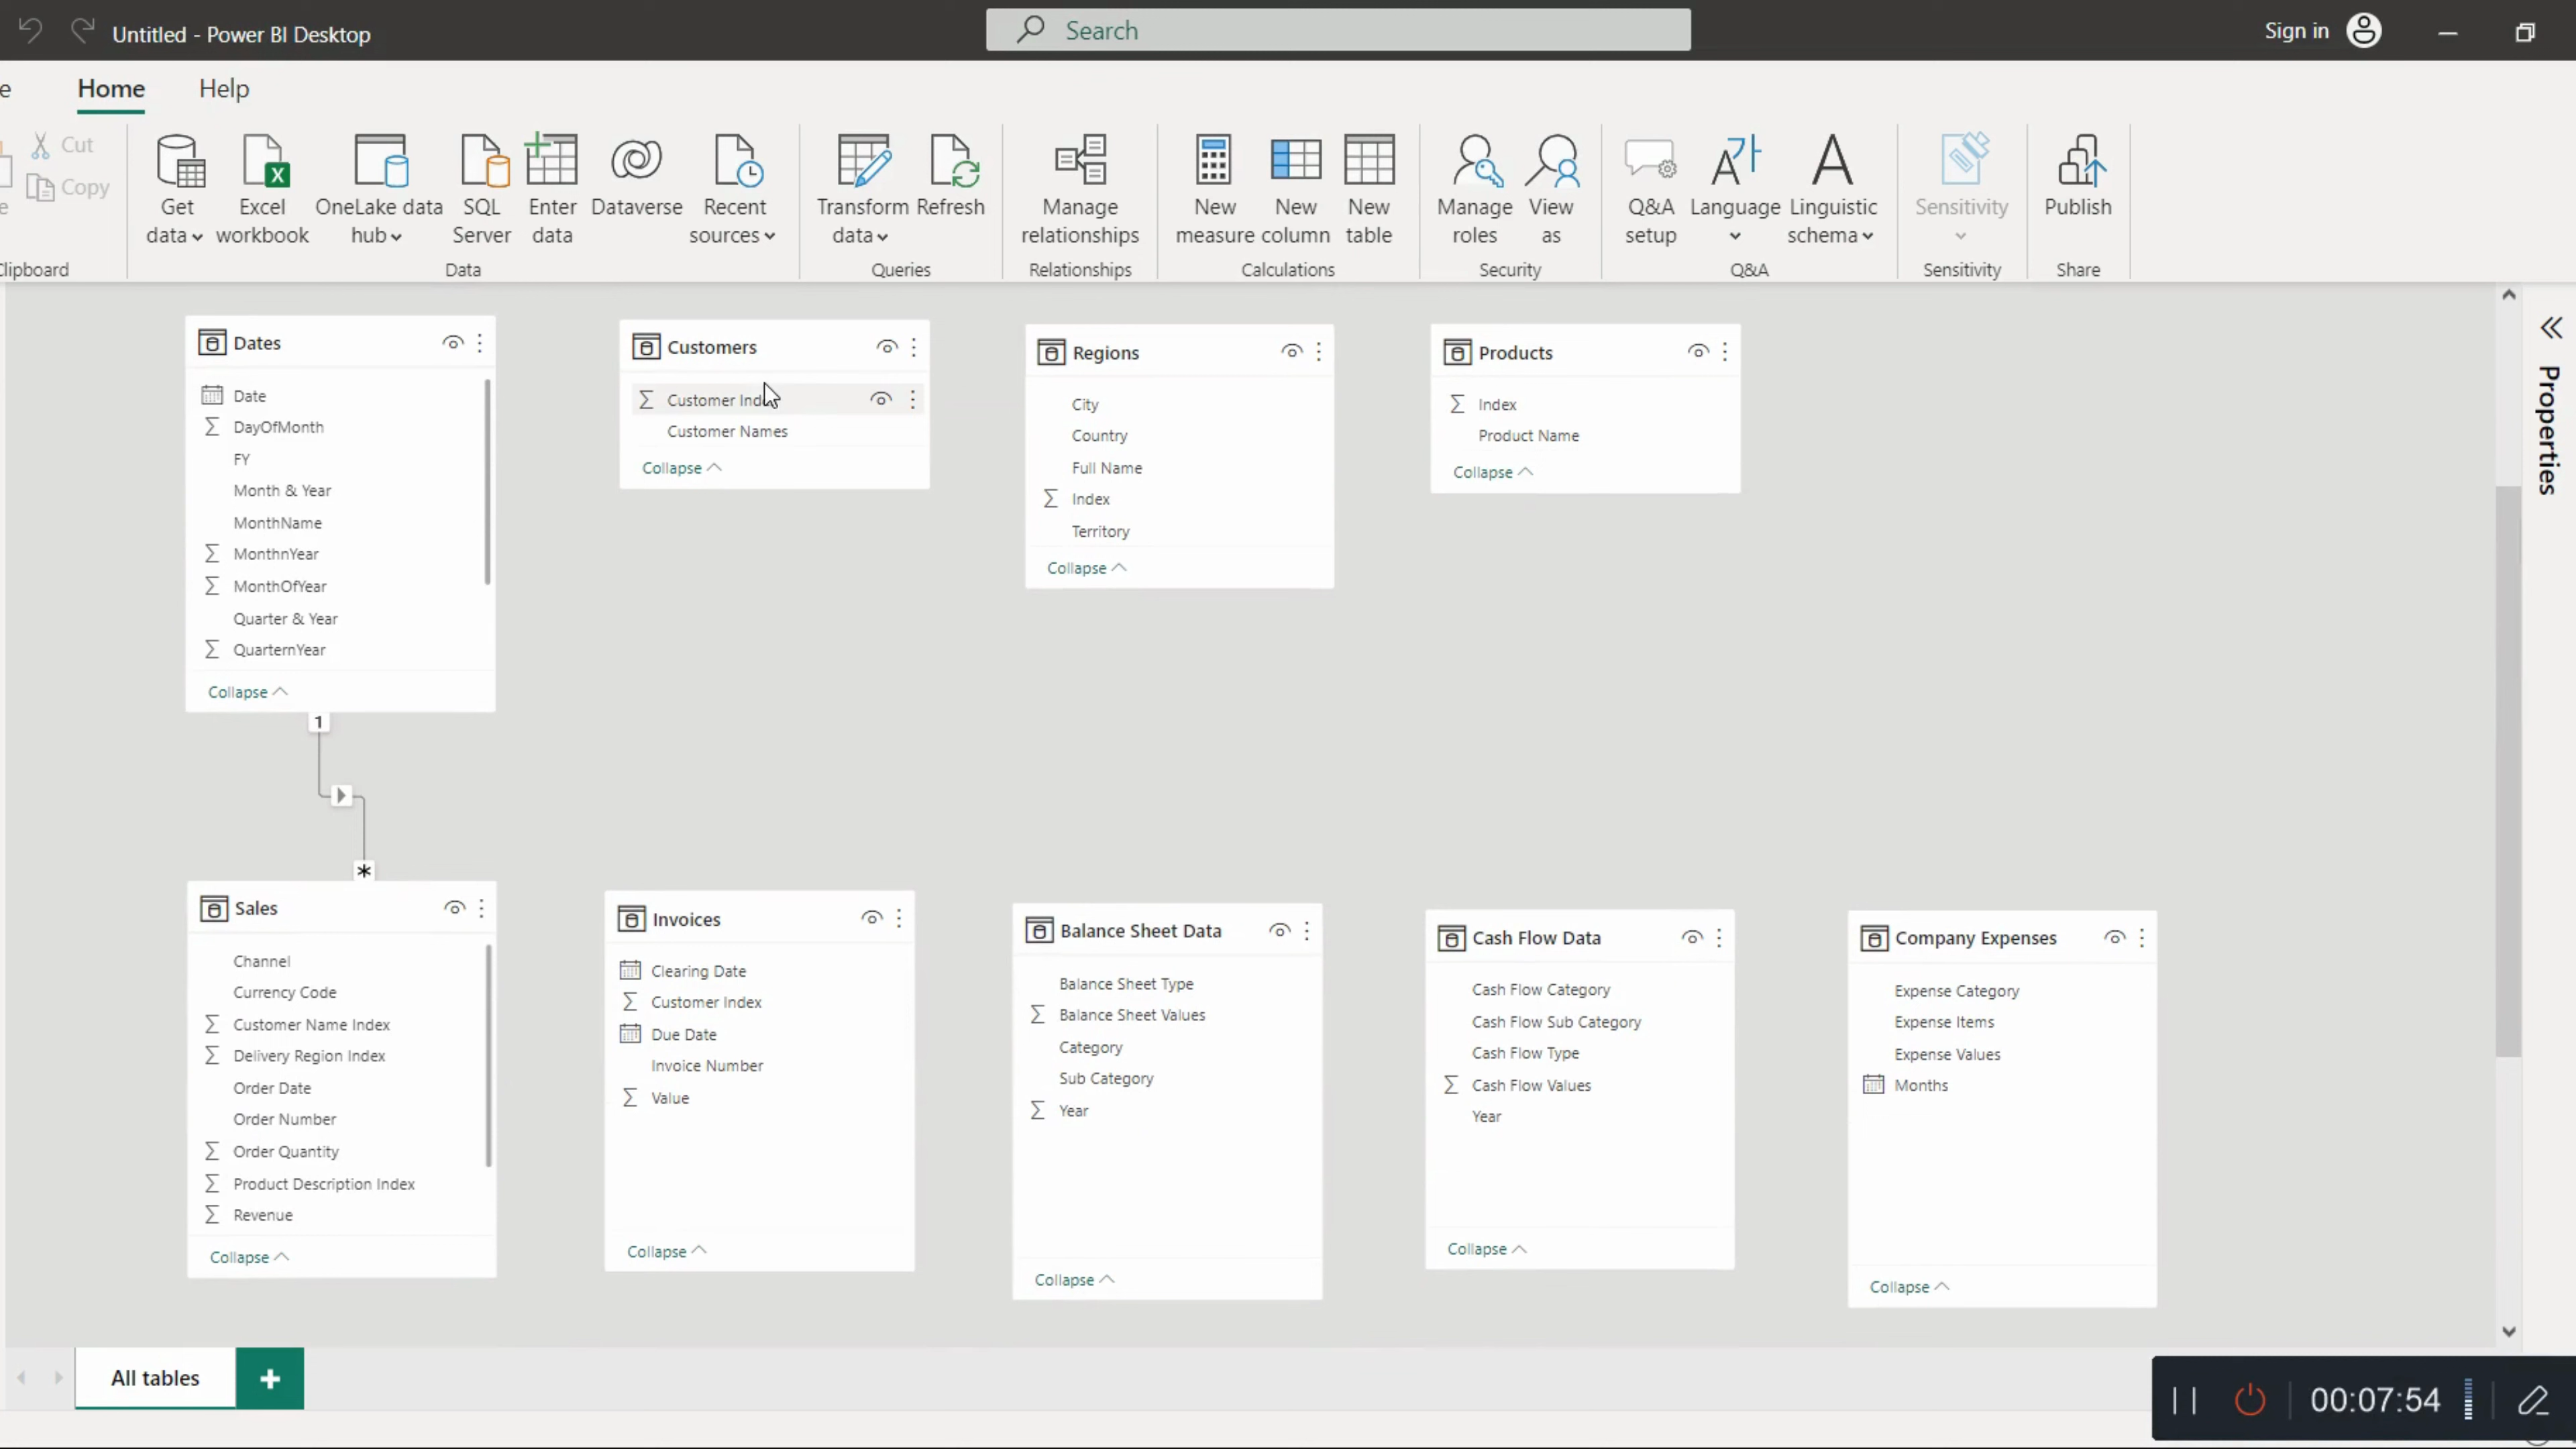 Untitled - Power BI Desktop
Search
Sign in
e
Home
Help
Cut
Copy
e
lipboard
Get data
Excel workbook
OneLake data hub
SQL Server
Enter data
Dataverse
Recent sources
Data
Transform data
Refresh
Queries
Manage relationships
Relationships
New measure
New column
New table
Calculations
Manage roles
View as
Security
Q&A setup
Language
Linguistic schema
Q&A
Sensitivity
Sensitivity
Publish
Share
Properties
Dates
Date
DayOfMonth
FY
Month & Year
MonthName
MonthnYear
MonthOfYear
Quarter & Year
QuarternYear
Collapse
Customers
Customer Inde
Customer Names
Collapse
Regions
City
Country
Full Name
Index
Territory
Collapse
Products
Index
Product Name
Collapse
1
*
Sales
Channel
Currency Code
Customer Name Index
Delivery Region Index
Order Date
Order Number
Order Quantity
Product Description Index
Revenue
Collapse
Invoices
Clearing Date
Customer Index
Due Date
Invoice Number
Value
Collapse
Balance Sheet Data
Balance Sheet Type
Balance Sheet Values
Category
Sub Category
Year
Collapse
Cash Flow Data
Cash Flow Category
Cash Flow Sub Category
Cash Flow Type
Cash Flow Values
Year
Collapse
Company Expenses
Expense Category
Expense Items
Expense Values
Months
Collapse
All tables
00:07:54